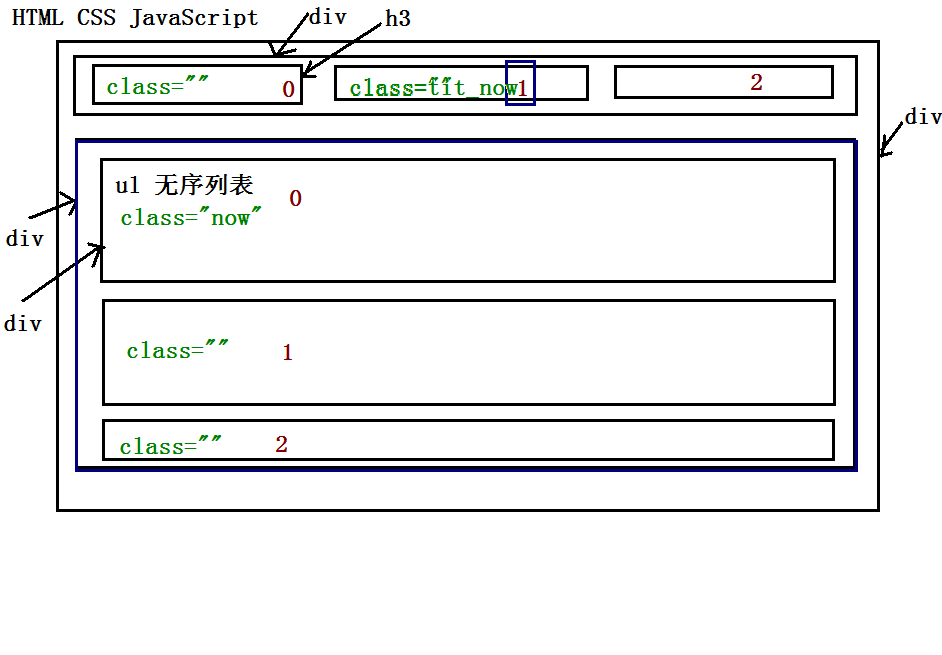 HTML CSS JavaScript
div
h3
class="" 0
class="tit_now 1
2
div
ul 无序列表
0
class="now"
div
div
class="" 1
class="" 2